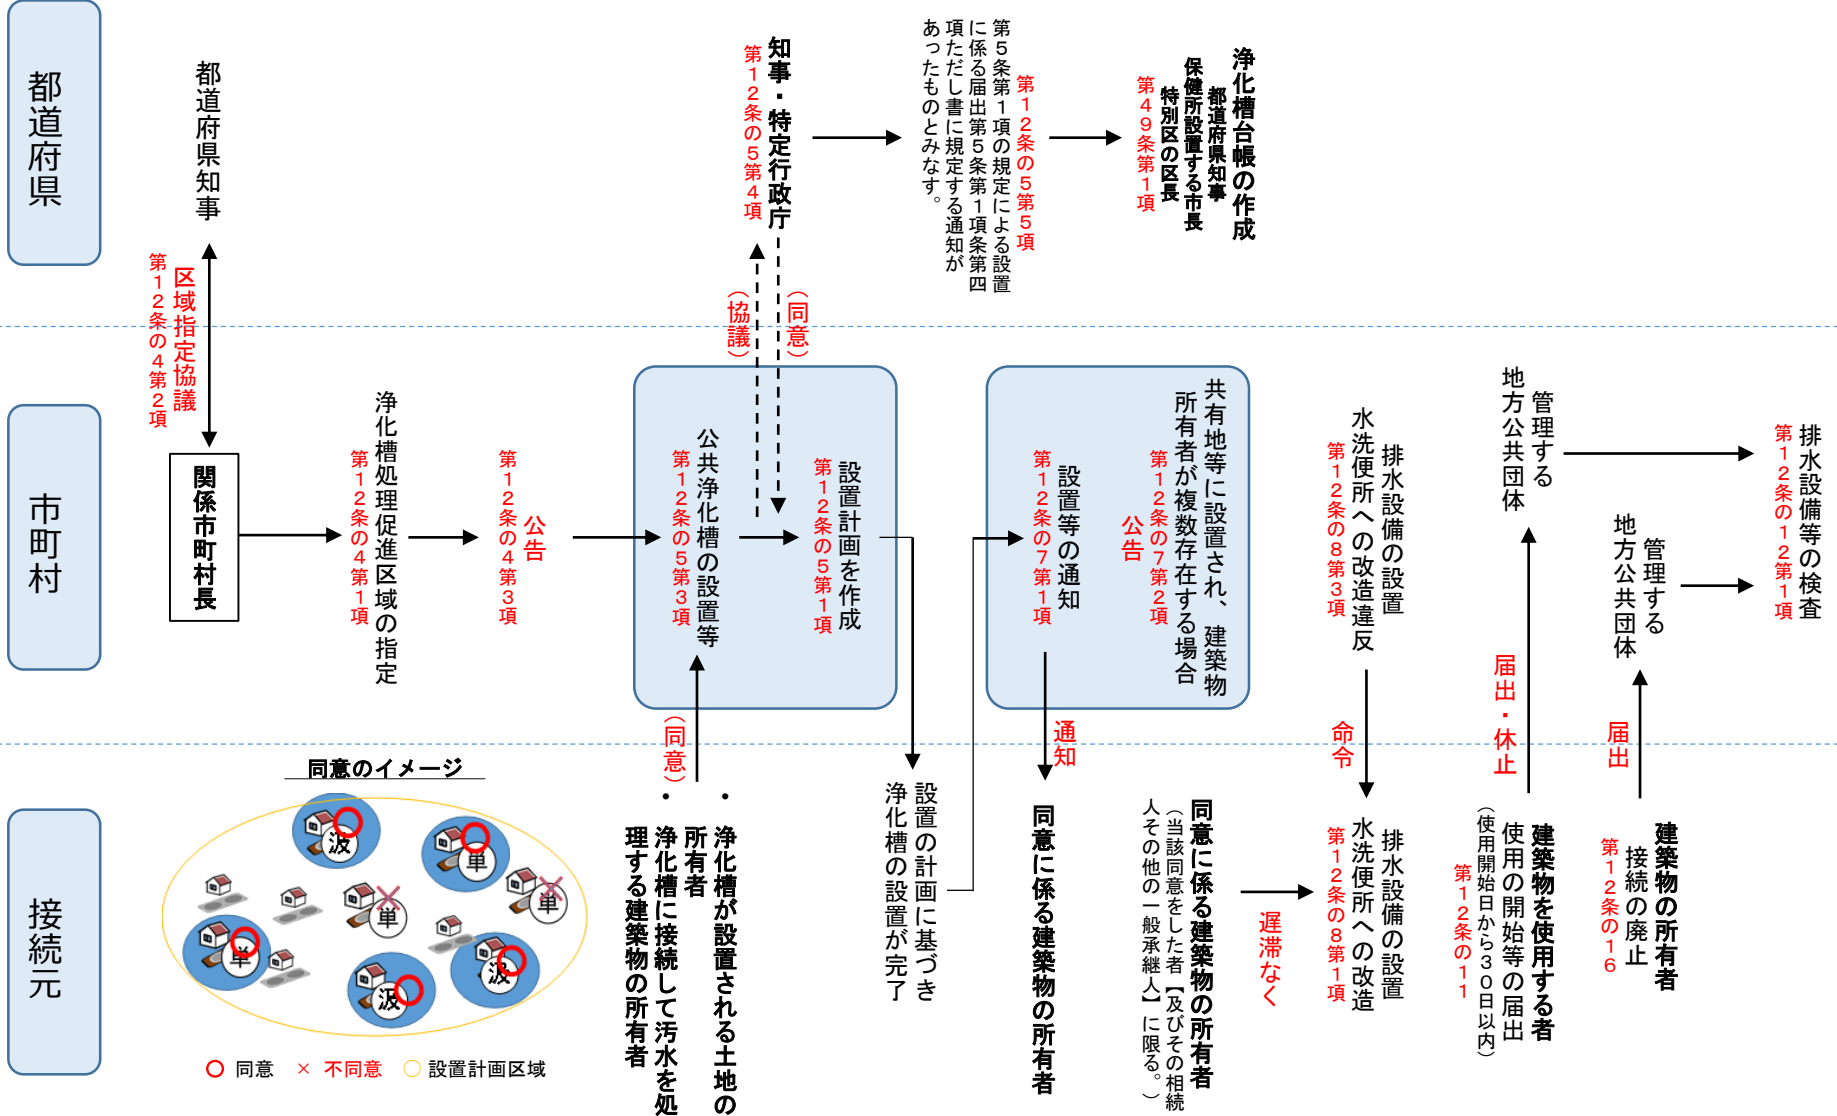 都道府県
都道府県知事
第12条の4第2項
区域指定協議
知事・特定行政庁
第12条の5第4項
第12条の5第5項
第5条第1項の規定による設置
に係る届出第5条第1項条第四
項ただし書に規定する通知が
あったものとみなす。
浄化槽台帳の作成
都道府県知事
保健所設置する市長
特別区の区長
第49条第1項
(協議)
(同意)
市町村
関係市町村長
浄化槽処理促進区域の指定
第12条の4第1項
公告
第12条の4第3項
公共浄化槽の設置等
第12条の5第3項
設置計画を作成
第12条の5第1項
設置等の通知
第12条の7第1項
共有地等に設置され、建築物
所有者が複数存在する場合
第12条の7第2項
公告
排水設備の設置
水洗便所への改造違反
第12条の8第3項
管理する
地方公共団体
管理する
地方公共団体
排水設備等の検査
第12条の12第1項
(同意)
通知
命令
届出・休止
届出
接続元
同意のイメージ
汲
単
単
単
単
汲
汲
同意
不同意
設置計画区域
・浄化槽が設置される土地の
所有者
・浄化槽に接続して汚水を処
理する建築物の所有者
設置の計画に基づき
浄化槽の設置が完了
同意に係る建築物の所有者
同意に係る建築物の所有者
(当該同意をした者【及びその相続
人その他の一般承継人】に限る。)
遅滞なく
排水設備の設置
水洗便所への改造
第12条の8第1項
建築物を使用する者
使用の開始等の届出
(使用開始日から30日以内)
第12条の11
建築物の所有者
接続の廃止
第12条の16